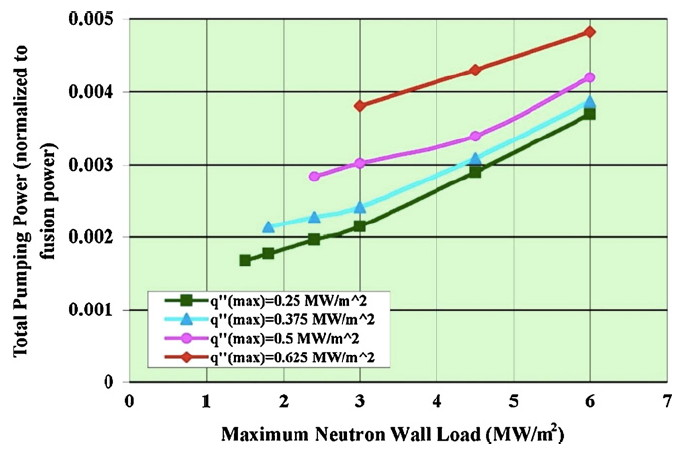 Total Pumping Power (normalized to
fusion power)
0.005
0.004
0.003
0.002
0.001
0
q''(max)=0.25 MW/m^2
q''(max)=0.375 MW/m^2
q''(max)=0.5 MW/m^2
q''(max)=0.625 MW/m^2
0 1 2 3 4 5 6 7
Maximum Neutron Wall Load (MW/m²)